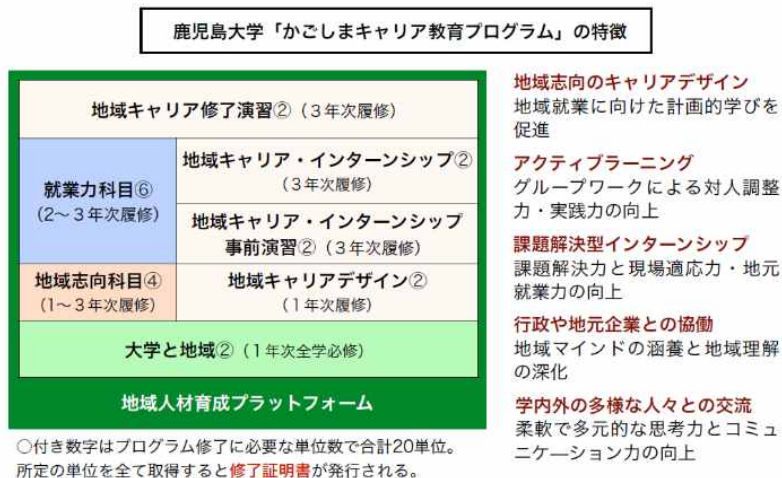 鹿児島大学「かごしまキャリア教育プログラム」の特徴
地域キャリア修了演習②（３年次履修）
就業力科目⑥
(2〜３年次履修)
地域キャリア・インターンシップ②
（３年次履修）
地域キャリア・インターンシップ
事前演習②（３年次履修）
地域志向科目④
(1〜３年次履修)
地域キャリアデザイン②
（１年次履修）
大学と地域②（１年次全学必修）
地域人材育成プラットフォーム
○付き数字はプログラム修了に必要な単位数で合計20単位。
所定の単位を全て取得すると修了証明書が発行される。
地域志向のキャリアデザイン
地域就業に向けた計画的学びを
促進
アクティブラーニング
グループワークによる対人調整
力・実践力の向上
課題解決型インターンシップ
課題解決力と現場適応力・地元
就業力の向上
行政や地元企業との協働
地域マインドの涵養と地域理解
の深化
学内外の多様な人々との交流
柔軟で多元的な思考力とコミュ
ニケ―ション力の向上